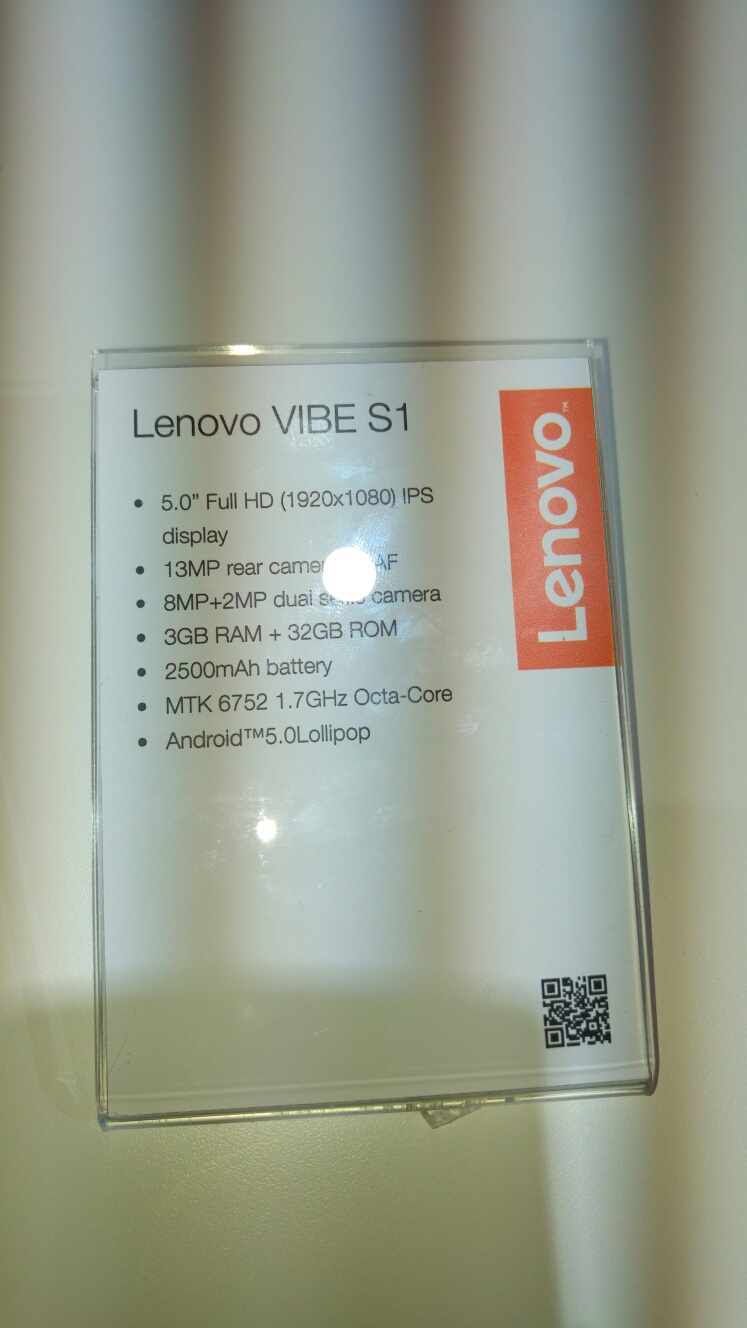 Lenovo VIBE S1
• 5.0” Full HD (1920x1080) IPS
display
• 13MP rear AF
• 8MP+2MP dual camera
• 3GB RAM + 32GB ROM
• 2500mAh battery
• MTK 6752 1.7GHz Octa-Core
• Android™5.0Lollipop
Lenovo™